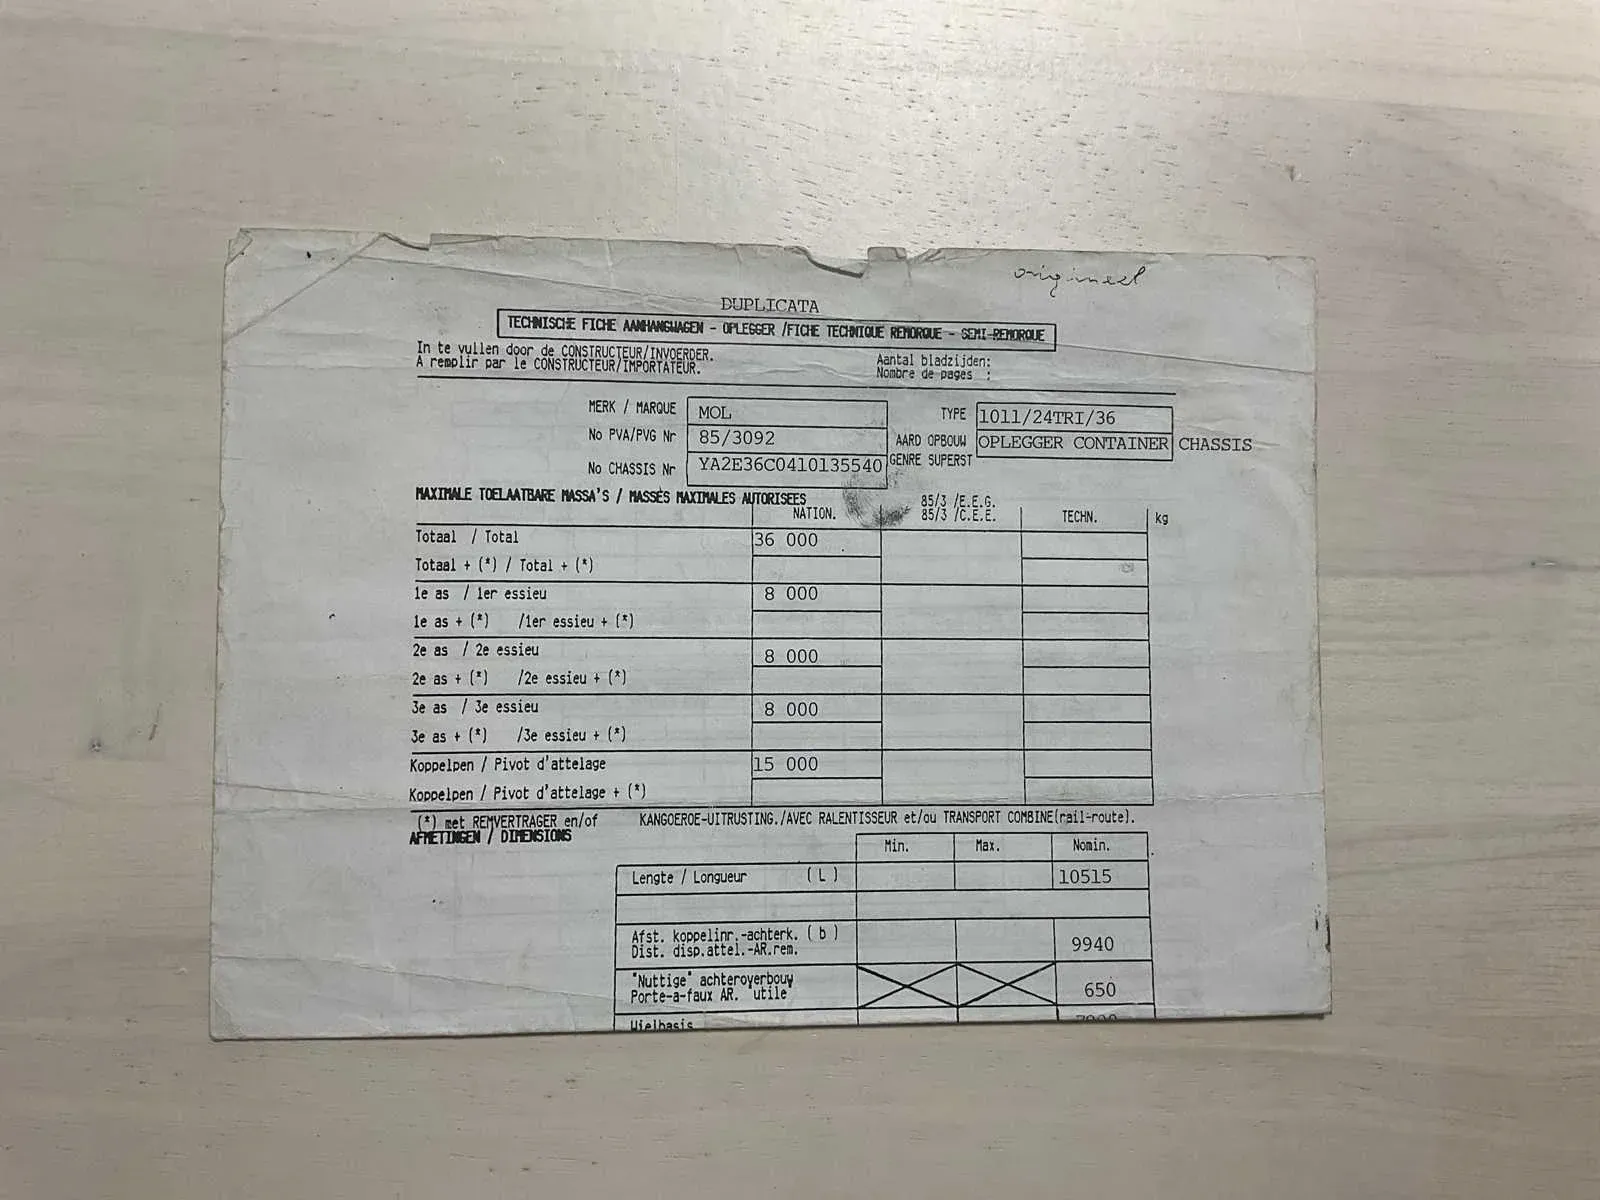 origineel
DUPLICATA
TECHNISCHE FICHE AANHANGWAGEN - OPLEGGER /FICHE TECHNIQUE REMORQUE - SEMI-REMORQUE
In te vullen door de CONSTRUCTEUR/INVOERDER.
A remplir par le CONSTRUCTEUR/IMPORTATEUR.
Aantal bladzijden:
Nombre de pages :
MERK / MARQUE MOL TYPE 1011/24TRI/36
No PVA/PVG Nr 85/3092 AARD OPBOUW OPLEGGER CONTAINER CHASSIS
GENRE SUPERST
No CHASSIS Nr YA2E36C0410135540
MAXIMALE TOELAATBARE MASSA'S / MASSES MAXIMALES AUTORISEES
NATION. 85/3 /E.E.G. TECHN. kg
85/3 /C.E.E.
Totaal / Total 36 000
Totaal + (*) / Total + (*)
1e as / 1er essieu 8 000
1e as + (*) /1er essieu + (*)
2e as / 2e essieu 8 000
2e as + (*) /2e essieu + (*)
3e as / 3e essieu 8 000
3e as + (*) /3e essieu + (*)
Koppelpen / Pivot d'attelage 15 000
Koppelpen / Pivot d'attelage + (*)
(*) met REMVERTRAGER en/of KANGOEROE-UITRUSTING./AVEC RALENTISSEUR et/ou TRANSPORT COMBINE(rail-route).
AFMETINGEN / DIMENSIONS
Min. Max. Nomin.
Lengte / Longueur ( L ) 10515
Afst. koppelinr.-achterk. ( b ) 9940
Dist. disp.attel.-AR.rem.
"Nuttige" achteroverbouw 650
Porte-a-faux AR. utile
Wielbasis